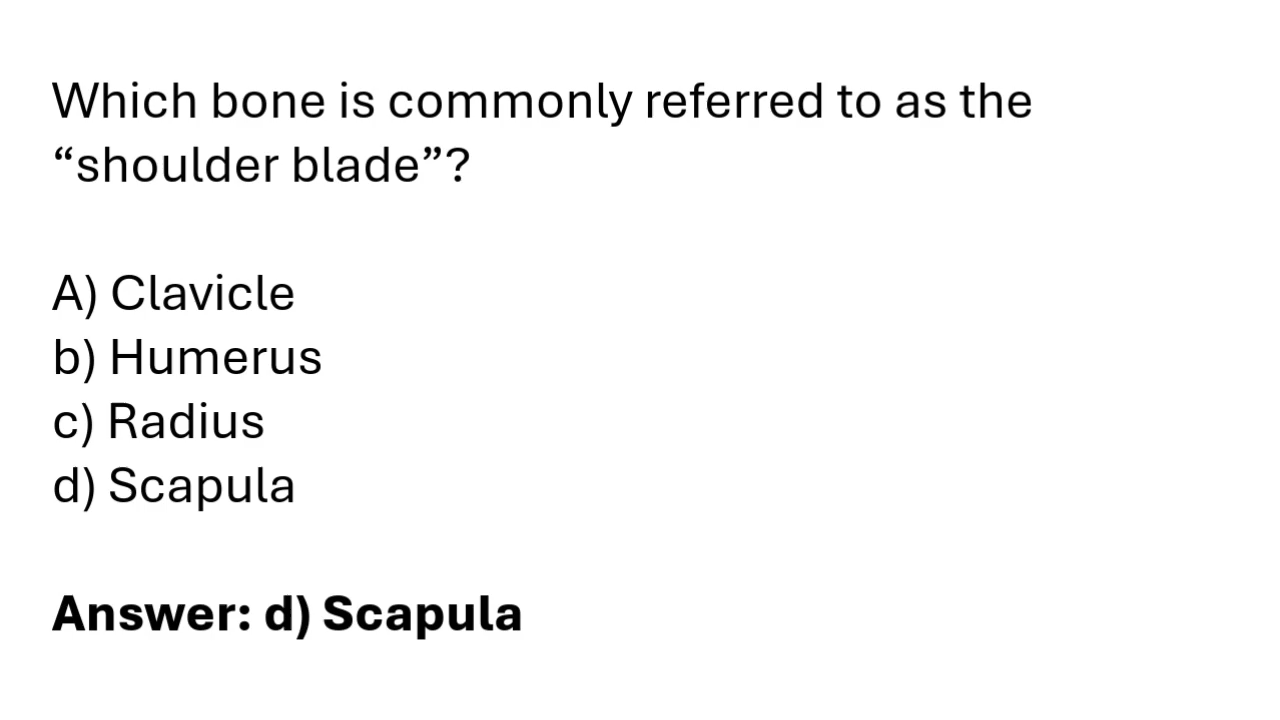 Which bone is commonly referred to as the
“shoulder blade”?
A) Clavicle
b) Humerus
c) Radius
d) Scapula
Answer: d) Scapula